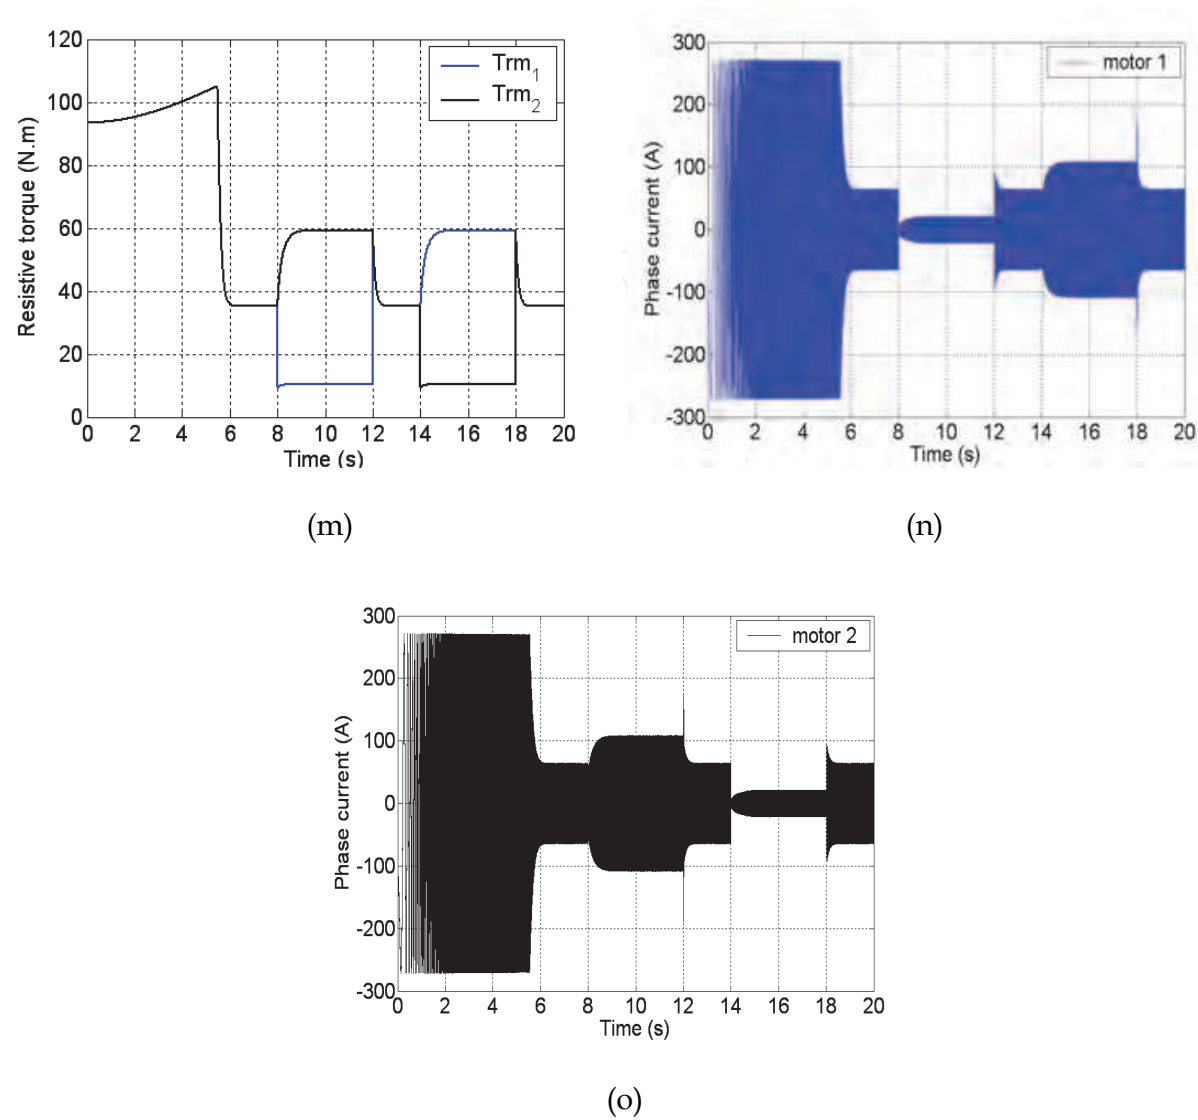 120
100
80
60
40
20
0
Resistive torque (N.m)
Trm1
Trm2
0 2 4 6 8 10 12 14 16 18 20
Time (s)
(m)
300
200
100
0
-100
-200
-300
Phase current (A)
motor 1
0 2 4 6 8 10 12 14 16 18 20
Time (s)
(n)
300
200
100
0
-100
-200
-300
Phase current (A)
motor 2
0 2 4 6 8 10 12 14 16 18 20
Time (s)
(o)